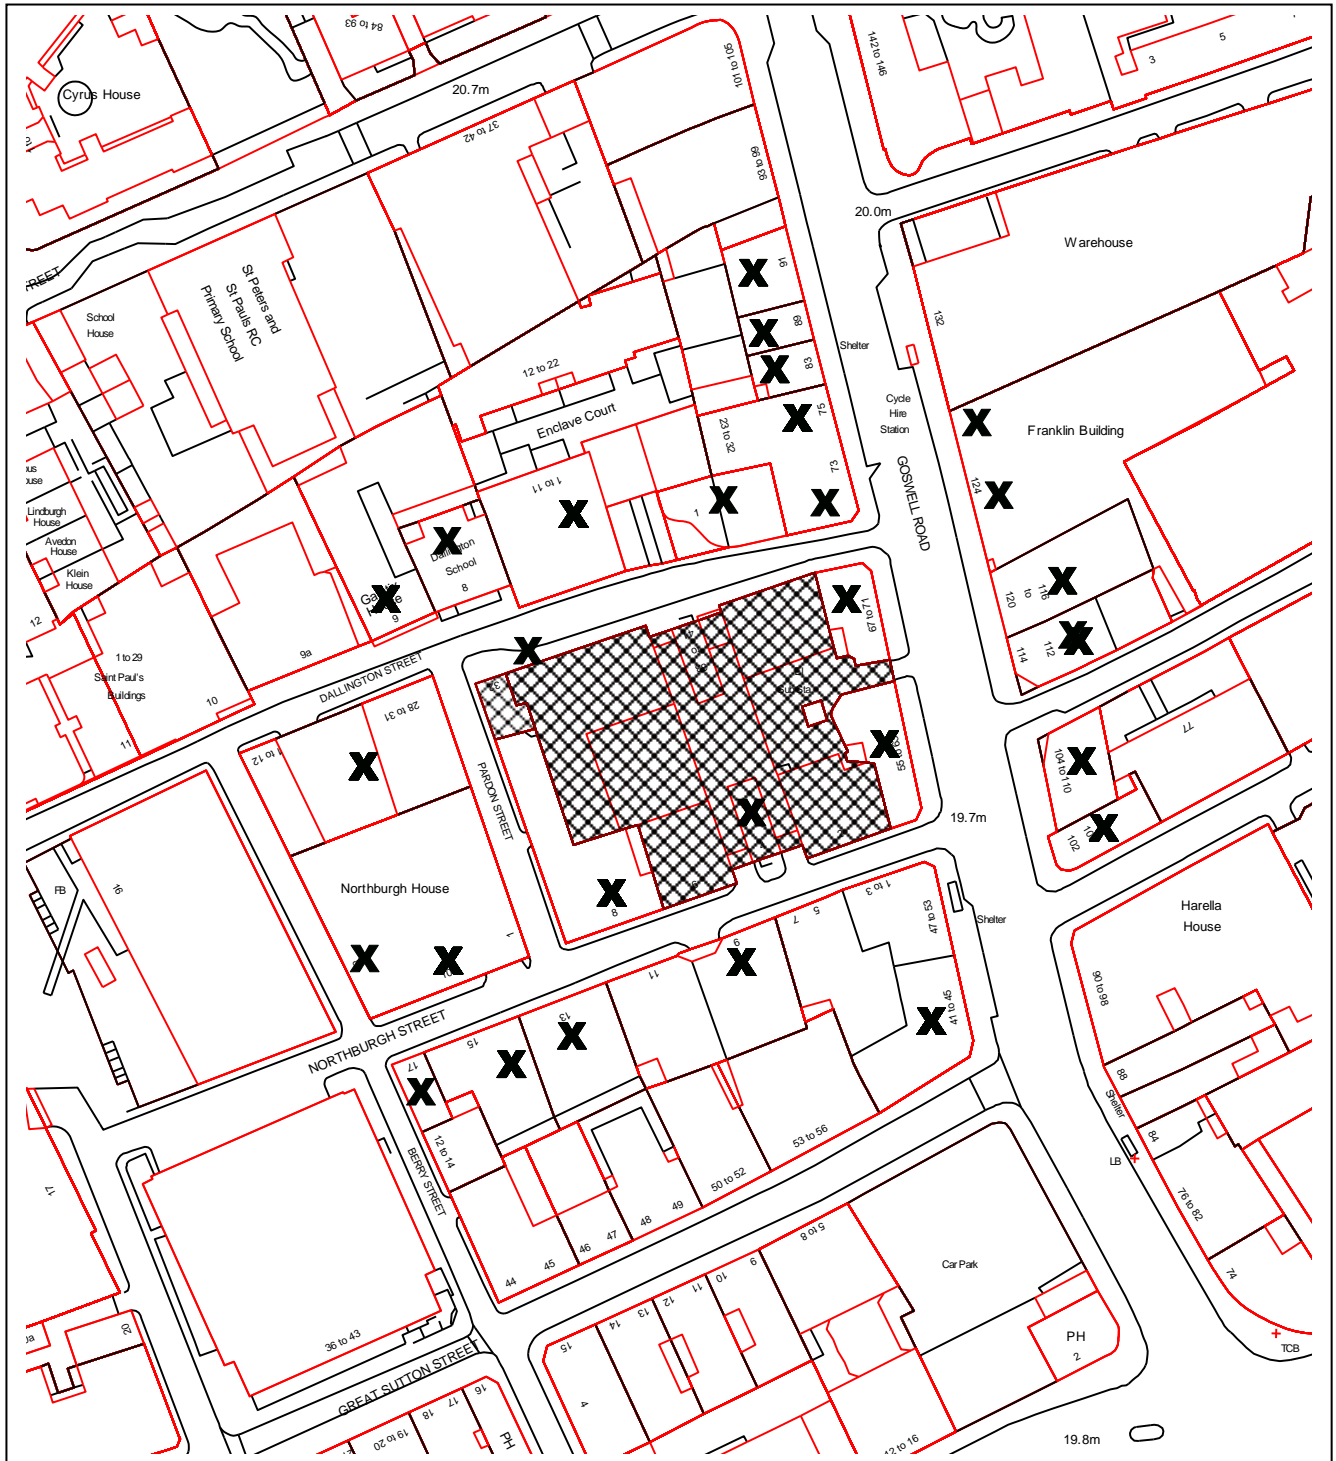 84 to 93
Cyrus House
20.7m
101 to 105
142 to 146
5
3
37 to 42
93 to 99
20.0m
Warehouse
St Peters and
St Pauls RC
Primary School
School
House
91
89
132
Shelter
83
12 to 22
Enclave Court
Cycle
Hire
Station
75
Franklin Building
23 to 32
73
GOSWELL ROAD
124
1 to 11
1
Lindburgh
House
Avedon
House
Klein
House
Dallington
School
8
9
12
116
to
120
67 to 71
112
114
1 to 29
Saint Paul's
Buildings
9a
DALLINGTON STREET
10
11
28 to 31
1 to 12
Sub Sta
77
104 to 110
PARDON STREET
19.7m
102
FB
16
Northburgh House
8
1
1 to 3
5
7
9
47 to 53
Shelter
Harella
House
11
90 to 98
13
41 to 45
NORTHBURGH STREET
15
17
88
Shelter
84
LB
12 to 14
BERRY STREET
53 to 56
50 to 52
49
48
47
46
45
44
76 to 82
17
5 to 8
9
10
11
12
13
14
15
Car Park
74
TCB
PH
2
20
36 to 43
GREAT SUTTON STREET
4
16
17
18
19 to 20
PH
12 to 16
19.8m